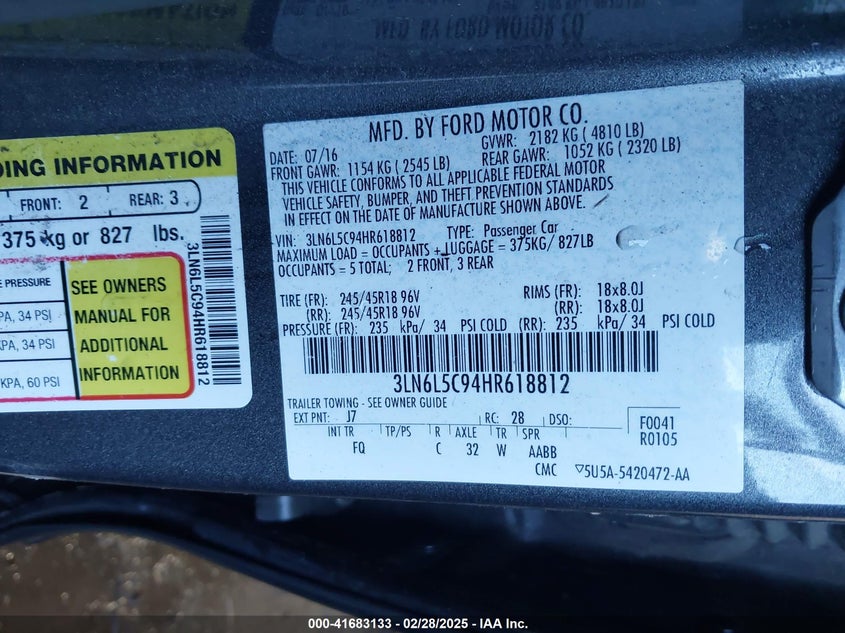 DING INFORMATION
FRONT: 2 REAR: 3
375 kg or 827 lbs.
E PRESSURE
PA, 34 PSI
KPA, 34 PSI
KPA, 60 PSI
SEE OWNERS
MANUAL FOR
ADDITIONAL
INFORMATION
3LN6L5C94HR618812
MFD. BY FORD MOTOR CO.
DATE: 07/16 GVWR: 2182 KG ( 4810 LB)
FRONT GAWR: 1154 KG ( 2545 LB) REAR GAWR: 1052 KG ( 2320 LB)
THIS VEHICLE CONFORMS TO ALL APPLICABLE FEDERAL MOTOR
VEHICLE SAFETY, BUMPER, AND THEFT PREVENTION STANDARDS
IN EFFECT ON THE DATE OF MANUFACTURE SHOWN ABOVE.
VIN: 3LN6L5C94HR618812 TYPE: Passenger Car
MAXIMUM LOAD = OCCUPANTS + LUGGAGE = 375KG/ 827LB
OCCUPANTS = 5 TOTAL; 2 FRONT, 3 REAR
TIRE (FR): 245/45R18 96V RIMS (FR): 18x8.0J
(RR): 245/45R18 96V (RR): 18x8.0J
PRESSURE (FR): 235 kPa/ 34 PSI COLD (RR): 235 kPa/ 34 PSI COLD
3LN6L5C94HR618812
TRAILER TOWING - SEE OWNER GUIDE
EXT PNT: J7 RC: 28 DSO:
INT TR TP/PS R AXLE TR SPR
FQ C 32 W AABB
F0041
R0105
CMC 5U5A-5420472-AA
000-41683133 - 02/28/2025 - IAA Inc.